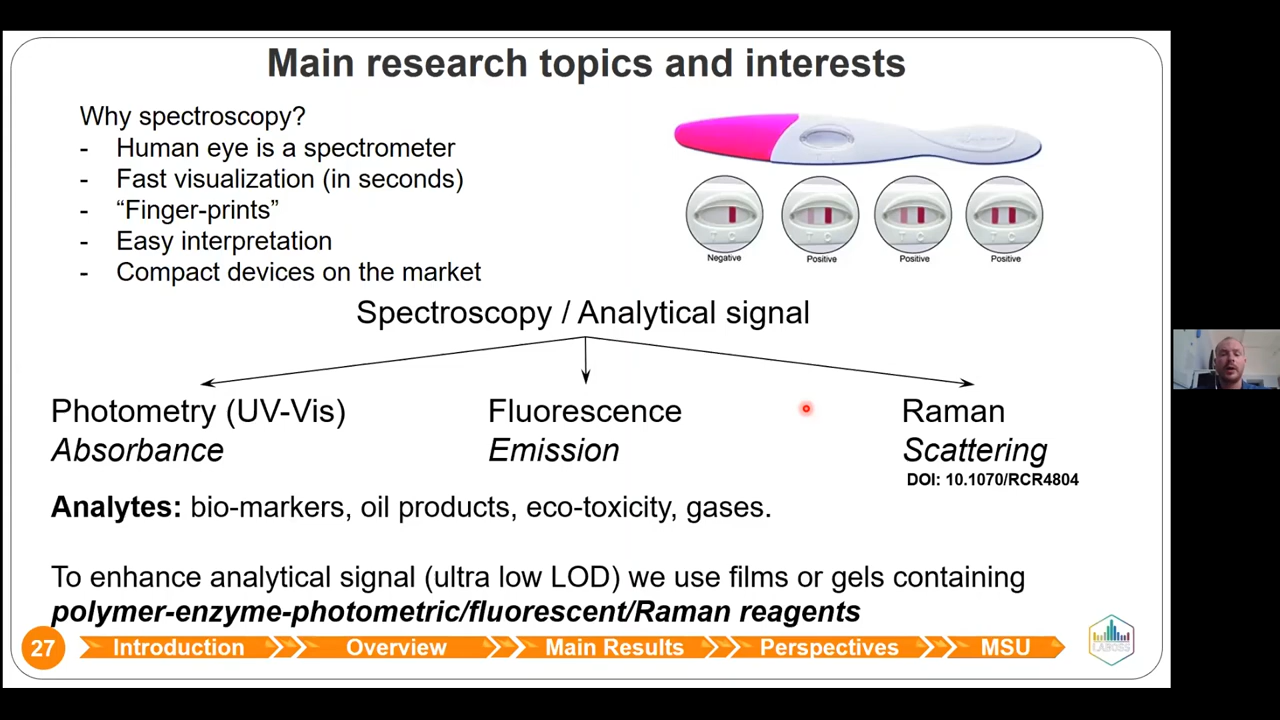 Main research topics and interests
Why spectroscopy?
- Human eye is a spectrometer
- Fast visualization (in seconds)
- “Finger-prints”
- Easy interpretation
- Compact devices on the market
T C
T C
T C
T C
Negative
Positive
Positive
Positive
Spectroscopy / Analytical signal
Photometry (UV-Vis)
Absorbance
Fluorescence
Emission
Raman
Scattering
DOI: 10.1070/RCR4804
Analytes: bio-markers, oil products, eco-toxicity, gases.
To enhance analytical signal (ultra low LOD) we use films or gels containing
polymer-enzyme-photometric/fluorescent/Raman reagents
27
Introduction
Overview
Main Results
Perspectives
MSU
LABOSS